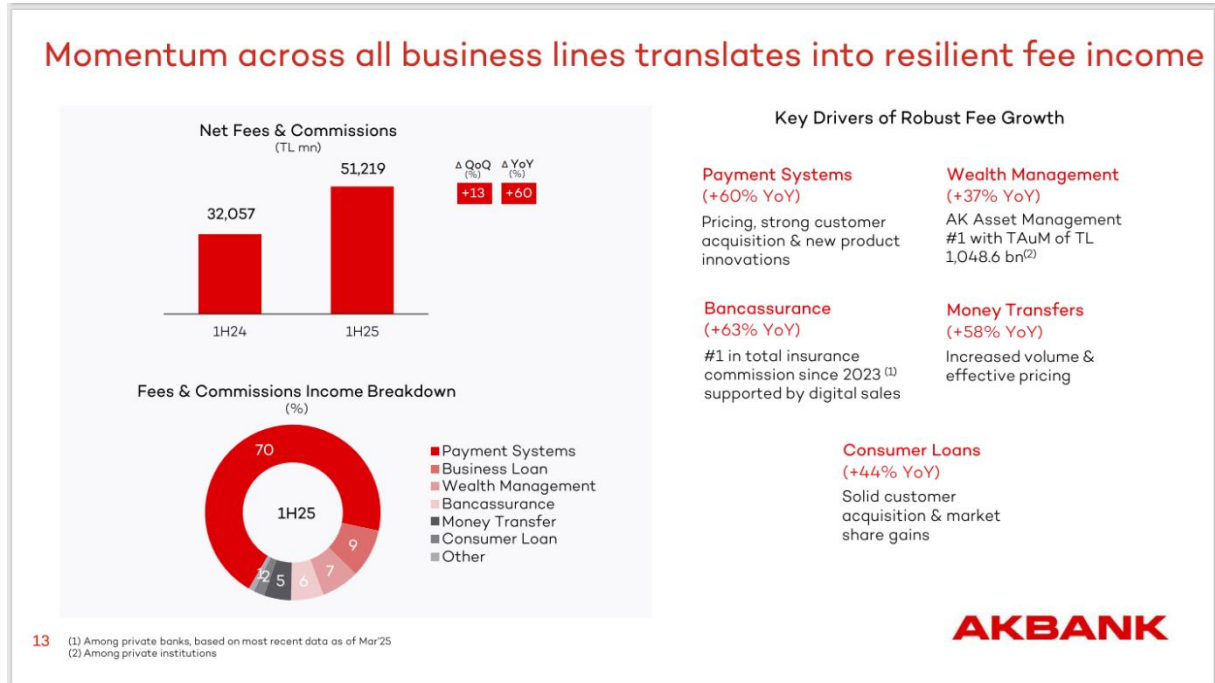 Momentum across all business lines translates into resilient fee income
Net Fees & Commissions
(TL mn)
51,219
32,057
1H24
1H25
Δ QoQ
(%)
Δ YoY
(%)
+13
+60
Fees & Commissions Income Breakdown
(%)
70
9
7
6
5
2
1
1H25
Payment Systems
Business Loan
Wealth Management
Bancassurance
Money Transfer
Consumer Loan
Other
Key Drivers of Robust Fee Growth
Payment Systems
(+60% YoY)
Pricing, strong customer
acquisition & new product
innovations
Wealth Management
(+37% YoY)
AK Asset Management
#1 with TAuM of TL
1,048.6 bn(2)
Bancassurance
(+63% YoY)
#1 in total insurance
commission since 2023 (1)
supported by digital sales
Money Transfers
(+58% YoY)
Increased volume &
effective pricing
Consumer Loans
(+44% YoY)
Solid customer
acquisition & market
share gains
13
(1) Among private banks, based on most recent data as of Mar'25
(2) Among private institutions
AKBANK